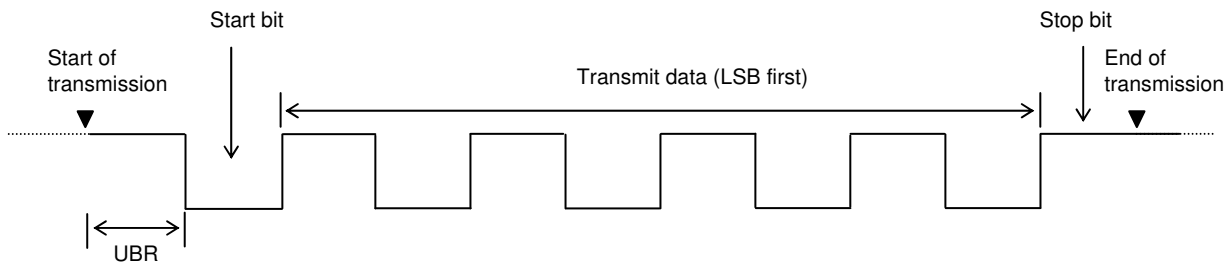 Start bit
Stop bit
Start of
transmission
End of
transmission
Transmit data (LSB first)
UBR